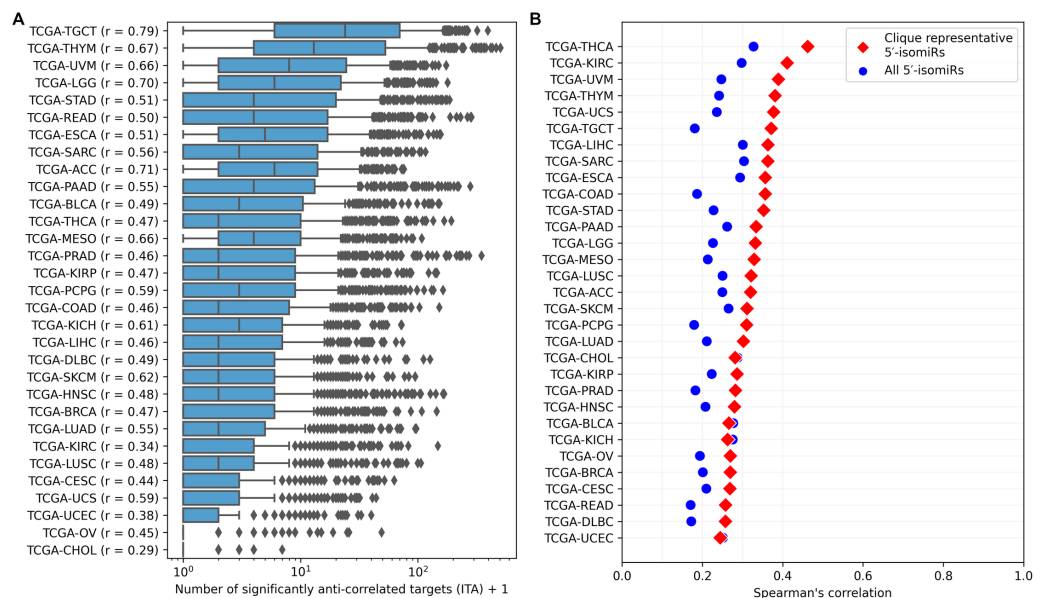 A
TCGA-TGCT (r = 0.79)
TCGA-THYM (r = 0.67)
TCGA-UVM (r = 0.66)
TCGA-LGG (r = 0.70)
TCGA-STAD (r = 0.51)
TCGA-READ (r = 0.50)
TCGA-ESCA (r = 0.51)
TCGA-SARC (r = 0.56)
TCGA-ACC (r = 0.71)
TCGA-PAAD (r = 0.55)
TCGA-BLCA (r = 0.49)
TCGA-THCA (r = 0.47)
TCGA-MESO (r = 0.66)
TCGA-PRAD (r = 0.46)
TCGA-KIRP (r = 0.47)
TCGA-PCPG (r = 0.59)
TCGA-COAD (r = 0.46)
TCGA-KICH (r = 0.61)
TCGA-LIHC (r = 0.46)
TCGA-DLBC (r = 0.49)
TCGA-SKCM (r = 0.62)
TCGA-HNSC (r = 0.48)
TCGA-BRCA (r = 0.47)
TCGA-LUAD (r = 0.55)
TCGA-KIRC (r = 0.34)
TCGA-LUSC (r = 0.48)
TCGA-CESC (r = 0.44)
TCGA-UCS (r = 0.59)
TCGA-UCEC (r = 0.38)
TCGA-OV (r = 0.45)
TCGA-CHOL (r = 0.29)
10⁰ 10¹ 10²
Number of significantly anti-correlated targets (ITA) + 1
B
Clique representative
5′-isomiRs
All 5′-isomiRs
TCGA-THCA
TCGA-KIRC
TCGA-UVM
TCGA-THYM
TCGA-UCS
TCGA-TGCT
TCGA-LIHC
TCGA-SARC
TCGA-ESCA
TCGA-COAD
TCGA-STAD
TCGA-PAAD
TCGA-LGG
TCGA-MESO
TCGA-LUSC
TCGA-ACC
TCGA-SKCM
TCGA-PCPG
TCGA-LUAD
TCGA-CHOL
TCGA-KIRP
TCGA-PRAD
TCGA-HNSC
TCGA-BLCA
TCGA-KICH
TCGA-OV
TCGA-BRCA
TCGA-CESC
TCGA-READ
TCGA-DLBC
TCGA-UCEC
0.0 0.2 0.4 0.6 0.8 1.0
Spearman's correlation